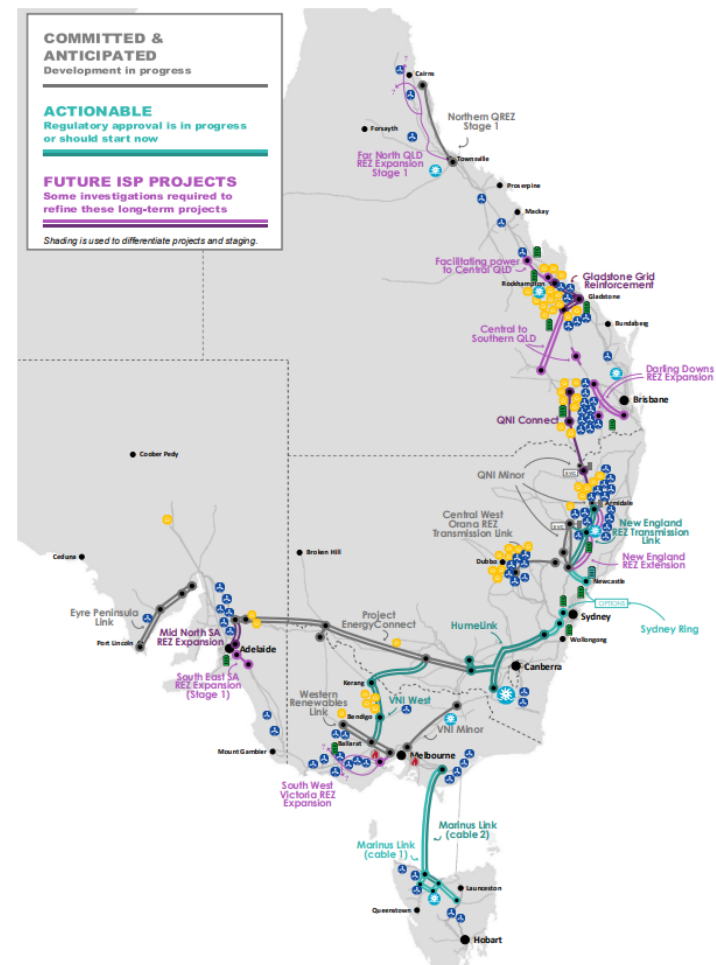 COMMITTED &
ANTICIPATED
Development in progress
ACTIONABLE
Regulatory approval is in progress
or should start now
FUTURE ISP PROJECTS
Some investigations required to
refine these long-term projects
Shading is used to differentiate projects and staging.
Cairns
Forsyth
Northern QREZ
Stage 1
Far North QLD
REZ Expansion
Stage 1
Townsville
Proserpine
Mackay
Facilitating power
to Central QLD
Gladstone Grid
Reinforcement
Rockhampton
Gladstone
Bundaberg
Central to
Southern QLD
Darling Downs
REZ Expansion
Brisbane
QNI Connect
Coober Pedy
QNI Minor
SVC
Armidale
Central West
Orana REZ
Transmission Link
SVC
New England
REZ Transmission
Link
Ceduna
Broken Hill
Dubbo
New England
REZ Extension
Newcastle
OPTIONS
Eyre Peninsula
Link
Project
EnergyConnect
Sydney
Sydney Ring
Port Lincoln
Mid North SA
REZ Expansion
HumeLink
Wollongong
Adelaide
Canberra
South East SA
REZ Expansion
(Stage 1)
Kerang
VNI West
Western
Renewables
Link
Bendigo
VNI Minor
Mount Gambier
Ballarat
Melbourne
South West
Victoria REZ
Expansion
Marinus Link
(cable 2)
Marinus Link
(cable 1)
Launceston
Queenstown
Hobart